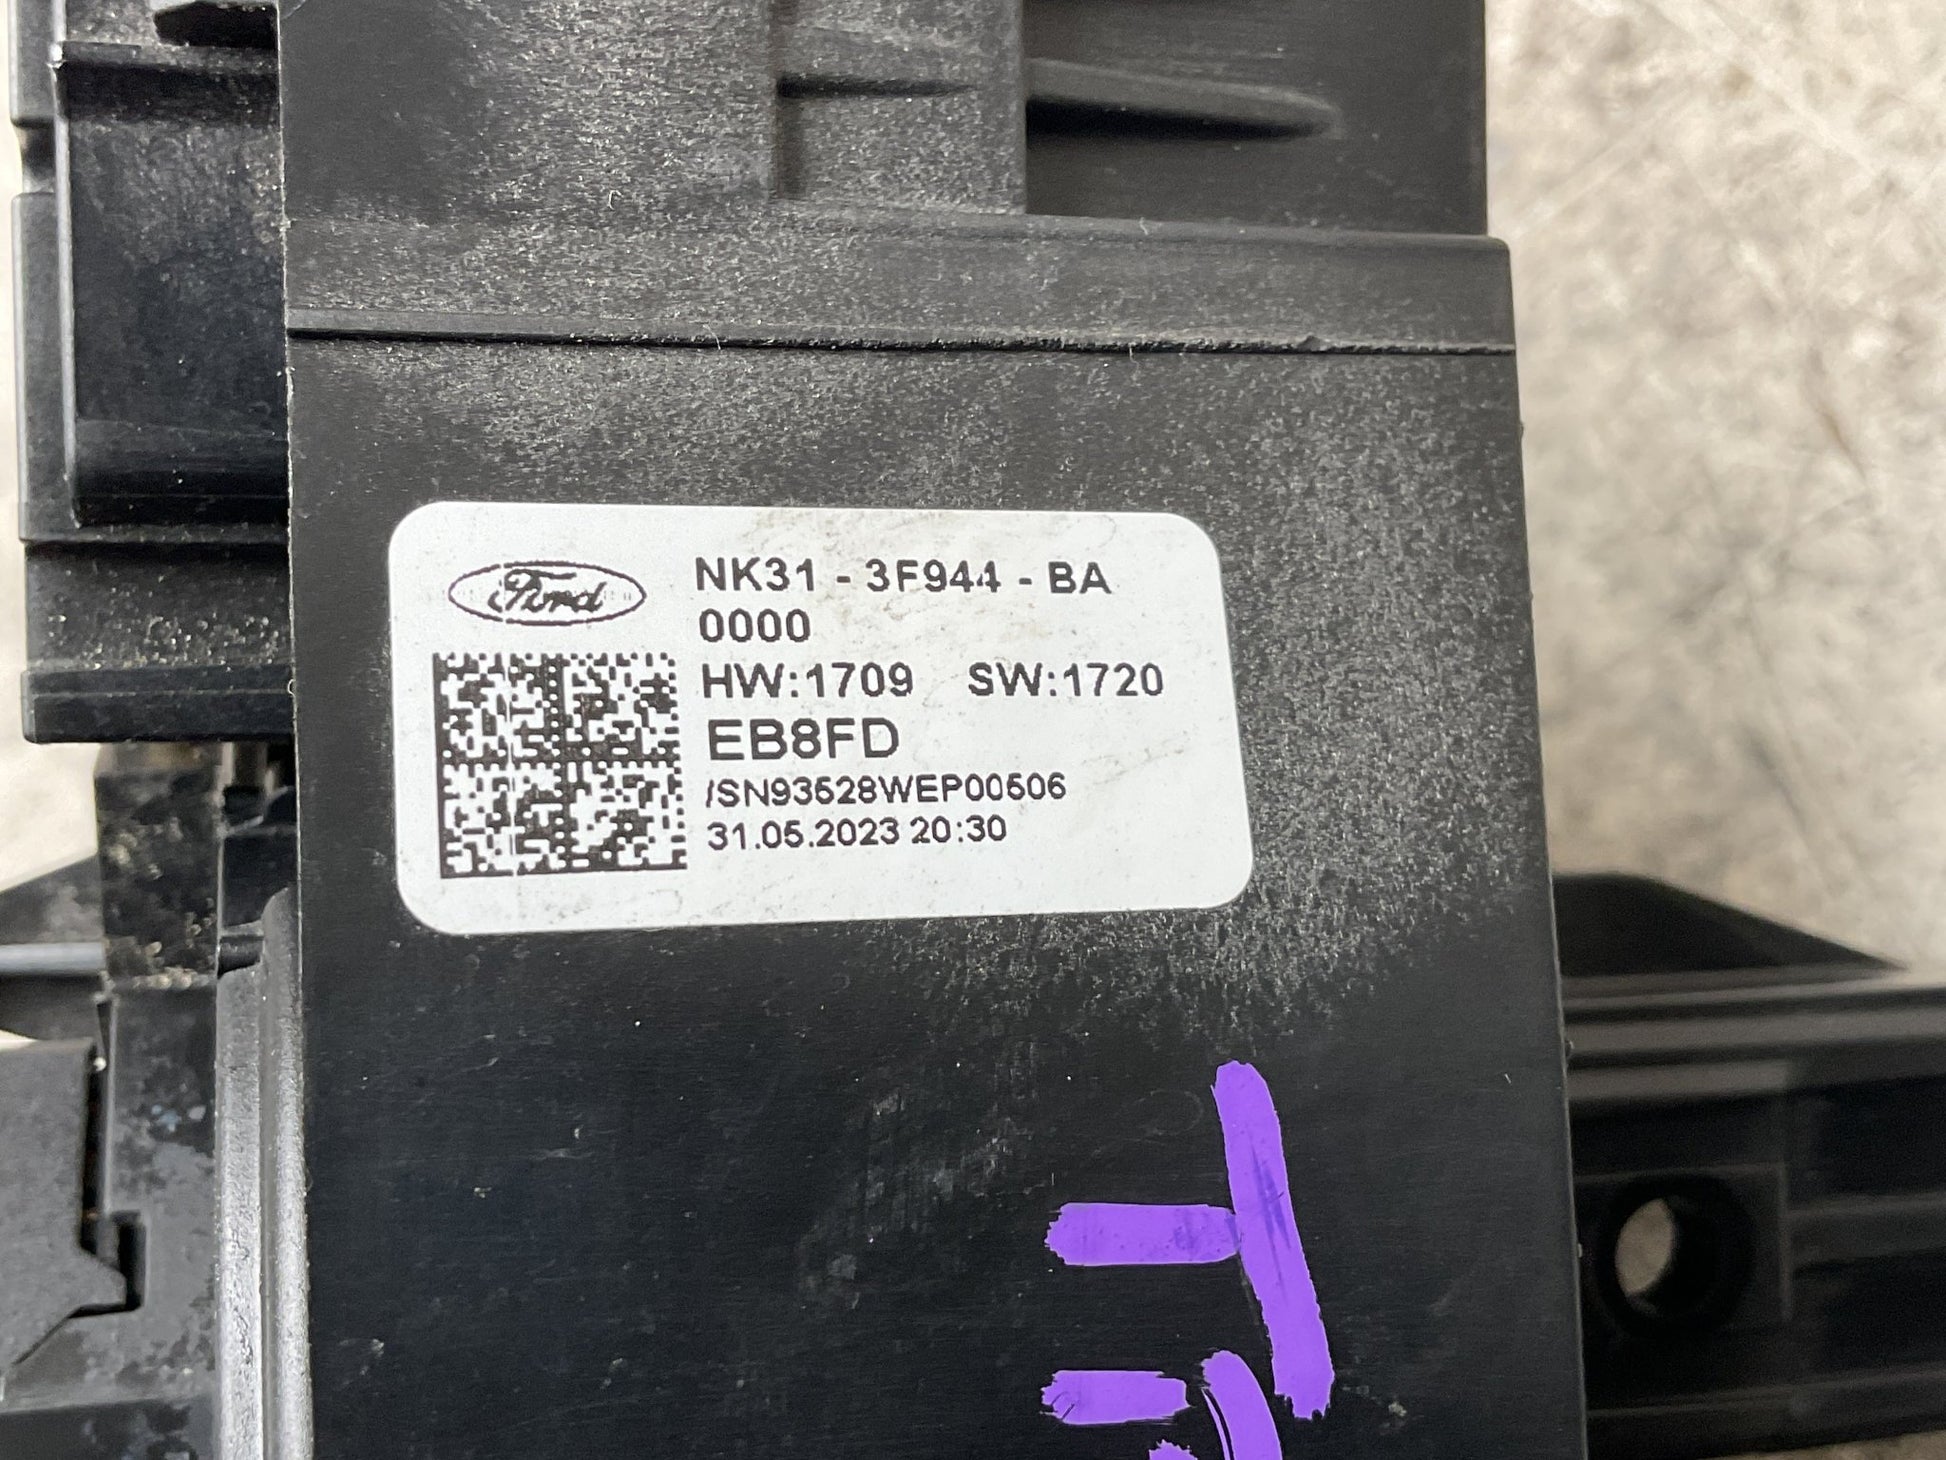 Ford
NK31 - 3F944 - BA
0000
HW:1709 SW:1720
EB8FD
/SN93528WEP00506
31.05.2023 20:30